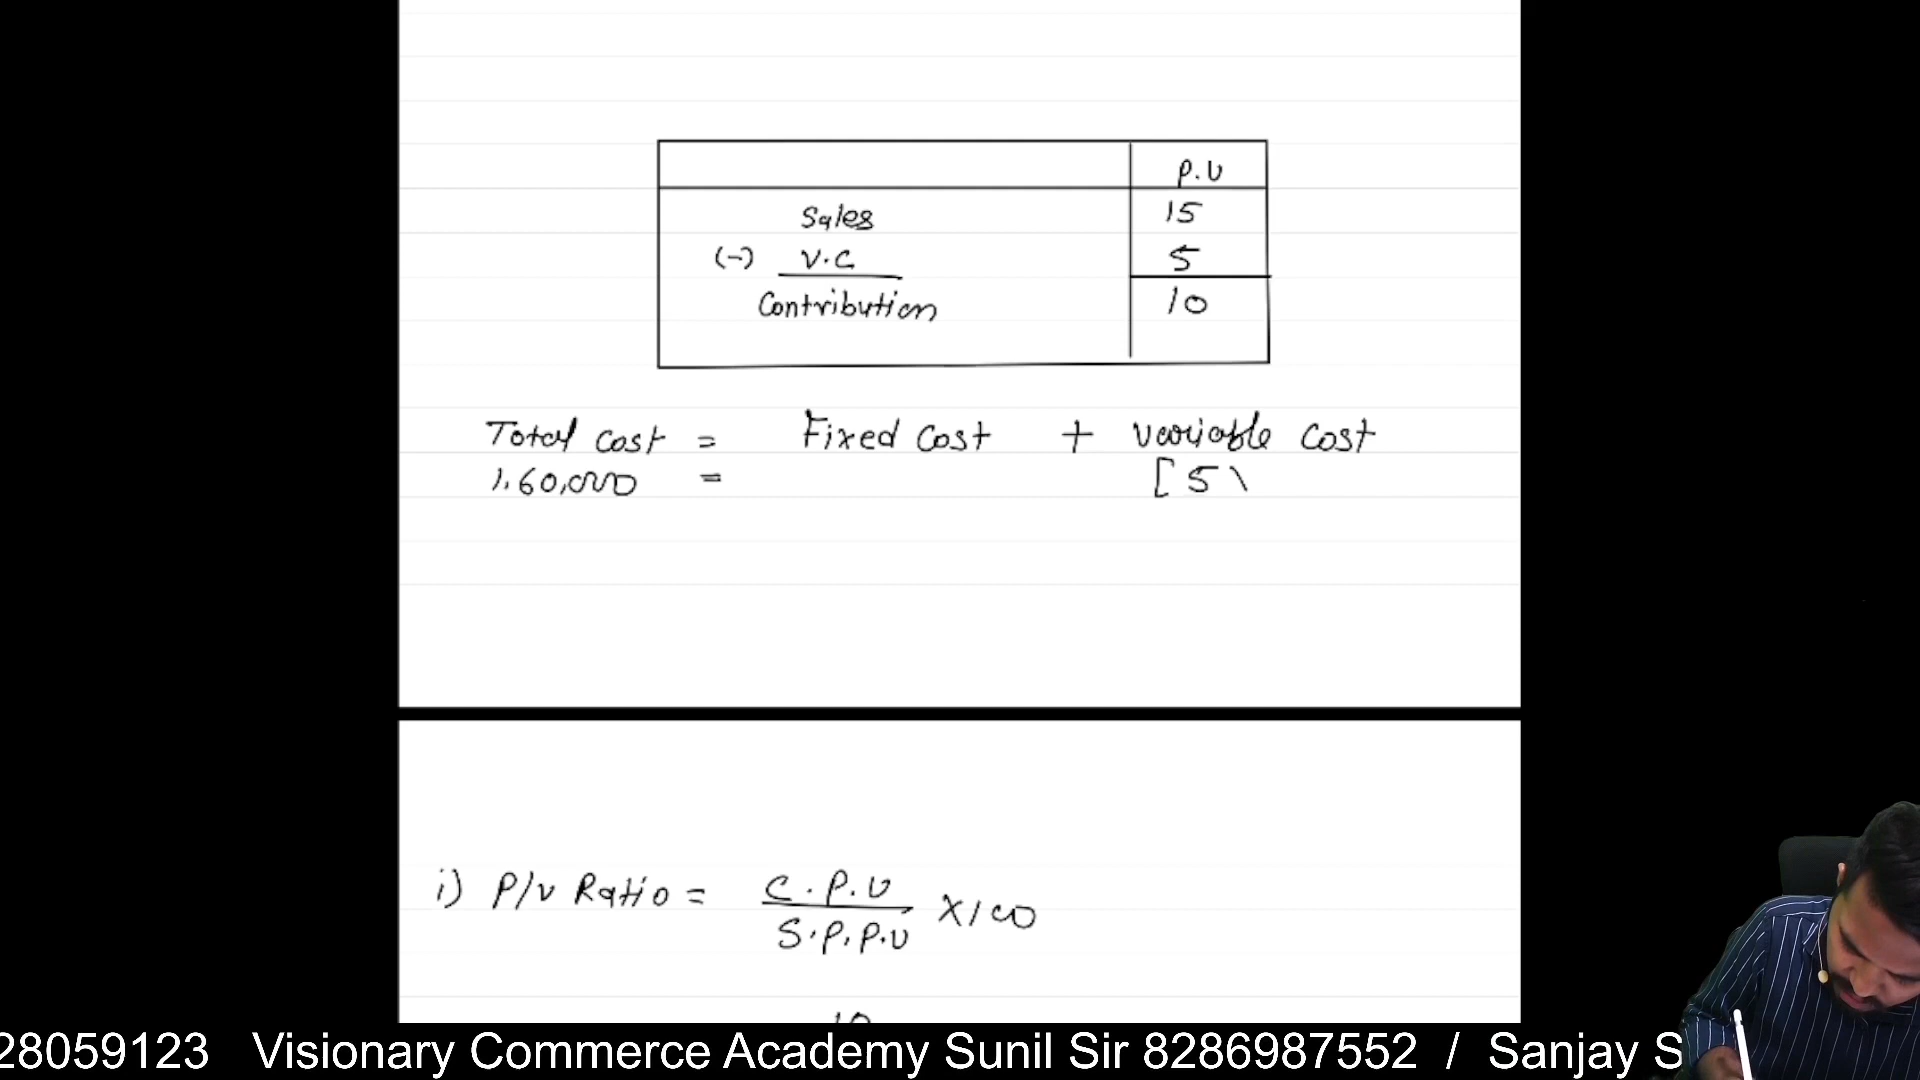 P.U
Sales 15
(-) V.C 5
Contribution 10
Total cost = Fixed cost + variable cost
1,60,000 = [5\
i) P/v Ratio = C.P.U
S.P.P.U
X100
10
28059123 Visionary Commerce Academy Sunil Sir 8286987552 / Sanjay S